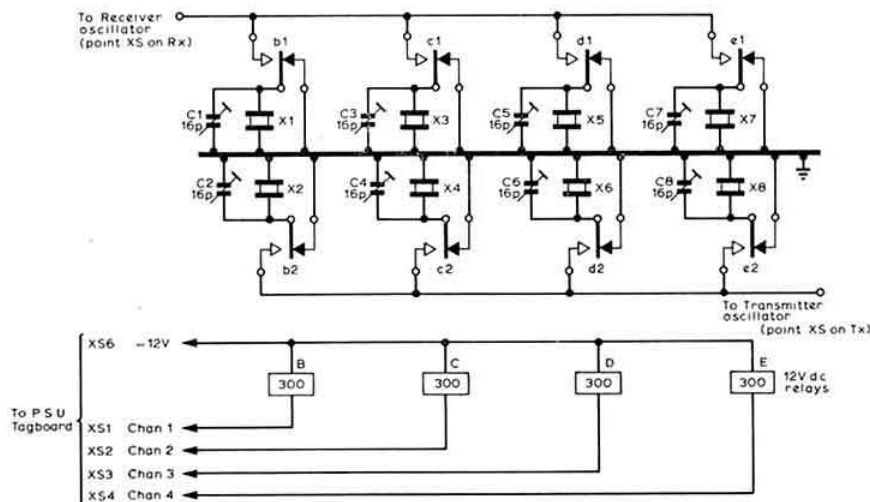 To Receiver
oscillator
(point XS on Rx)
b1
c1
d1
e1
C1
16p
X1
C3
16p
X3
C5
16p
X5
C7
16p
X7
C2
16p
X2
C4
16p
X4
C6
16p
X6
C8
16p
X8
b2
c2
d2
e2
To Transmitter
oscillator
(point XS on Tx)
XS6 -12V
B
C
D
E
300
300
300
300
12V dc
relays
To PSU
Tagboard
XS1 Chan 1
XS2 Chan 2
XS3 Chan 3
XS4 Chan 4